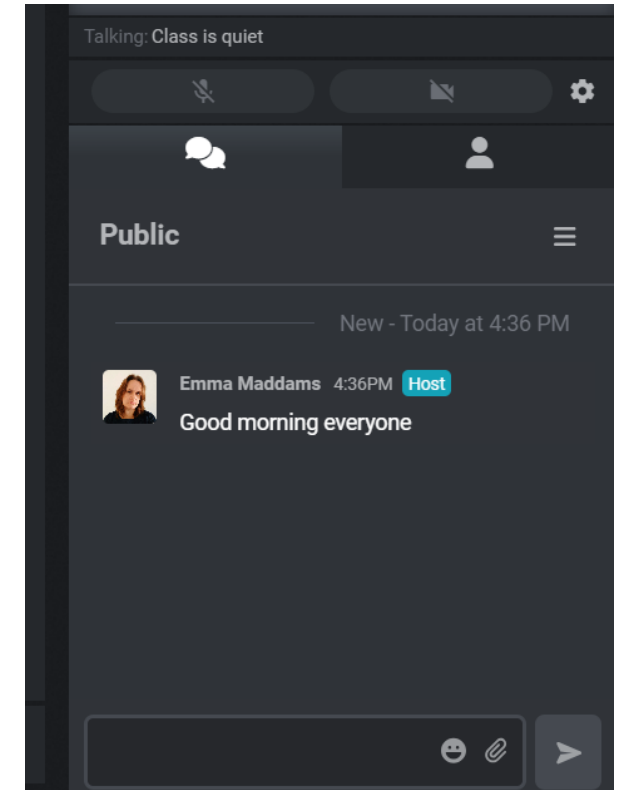 Talking: Class is quiet
Public
New - Today at 4:36 PM
Emma Maddams 4:36PM Host
Good morning everyone